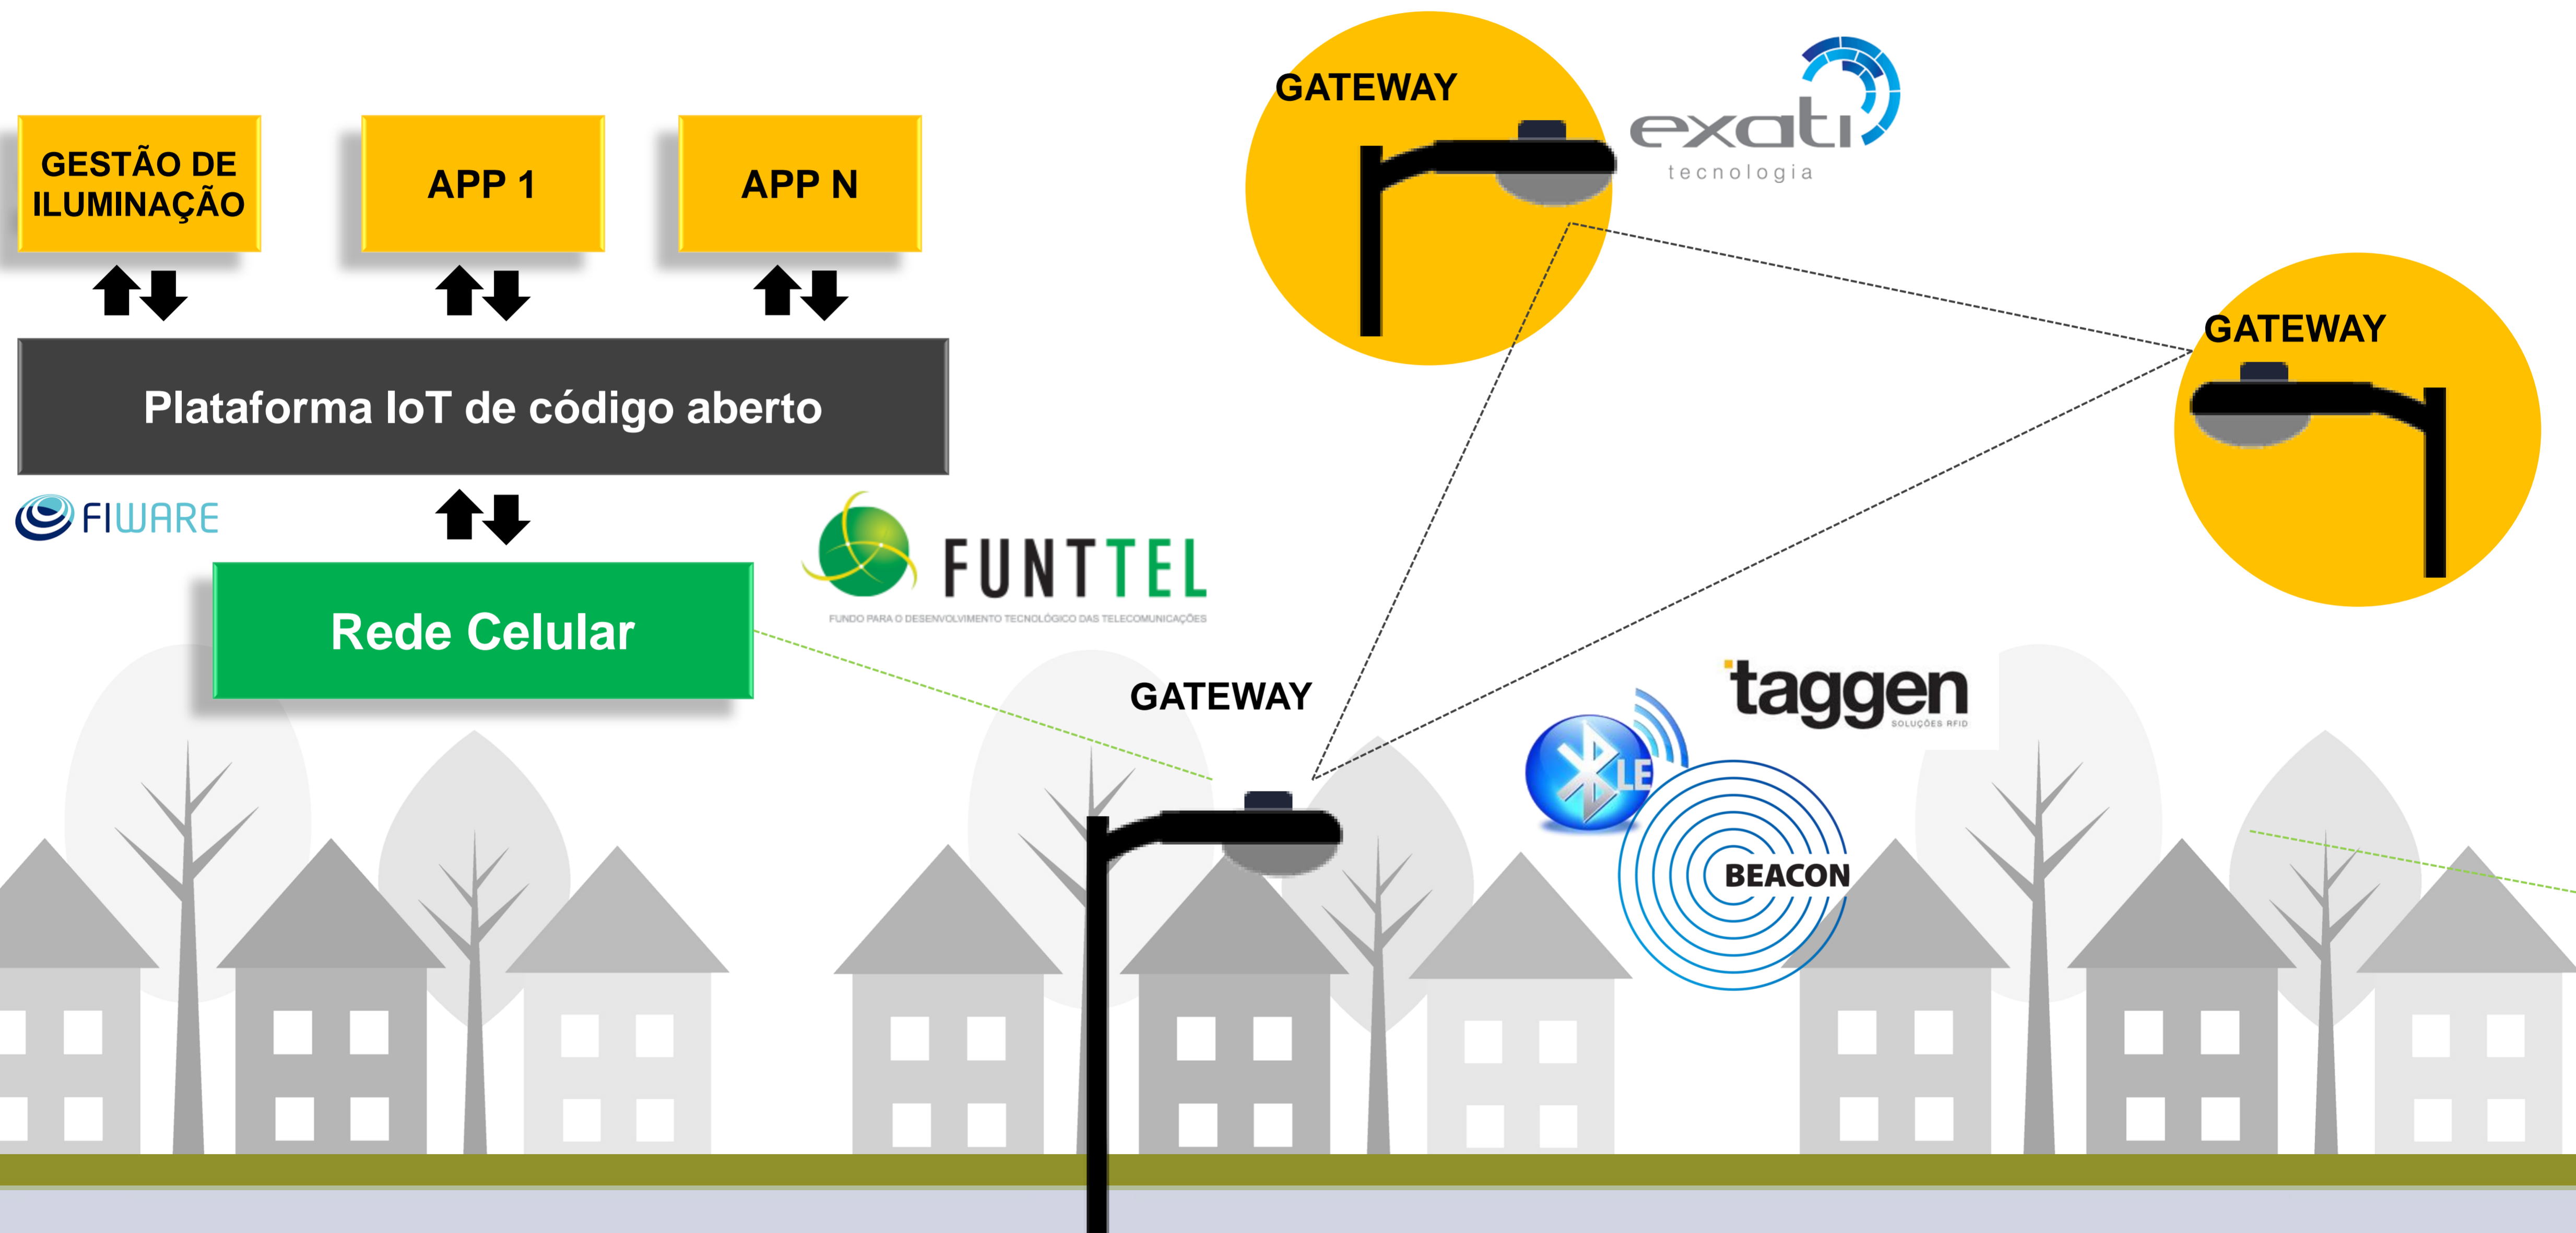 GESTÃO DE
ILUMINAÇÃO
APP 1
APP N
Plataforma IoT de código aberto
FIWARE
Rede Celular
FUNTTEL
FUNDO PARA O DESENVOLVIMENTO TECNOLÓGICO DAS TELECOMUNICAÇÕES
GATEWAY
exati
tecnologia
GATEWAY
GATEWAY
taggen
SOLUÇÕES RFID
LE
BEACON